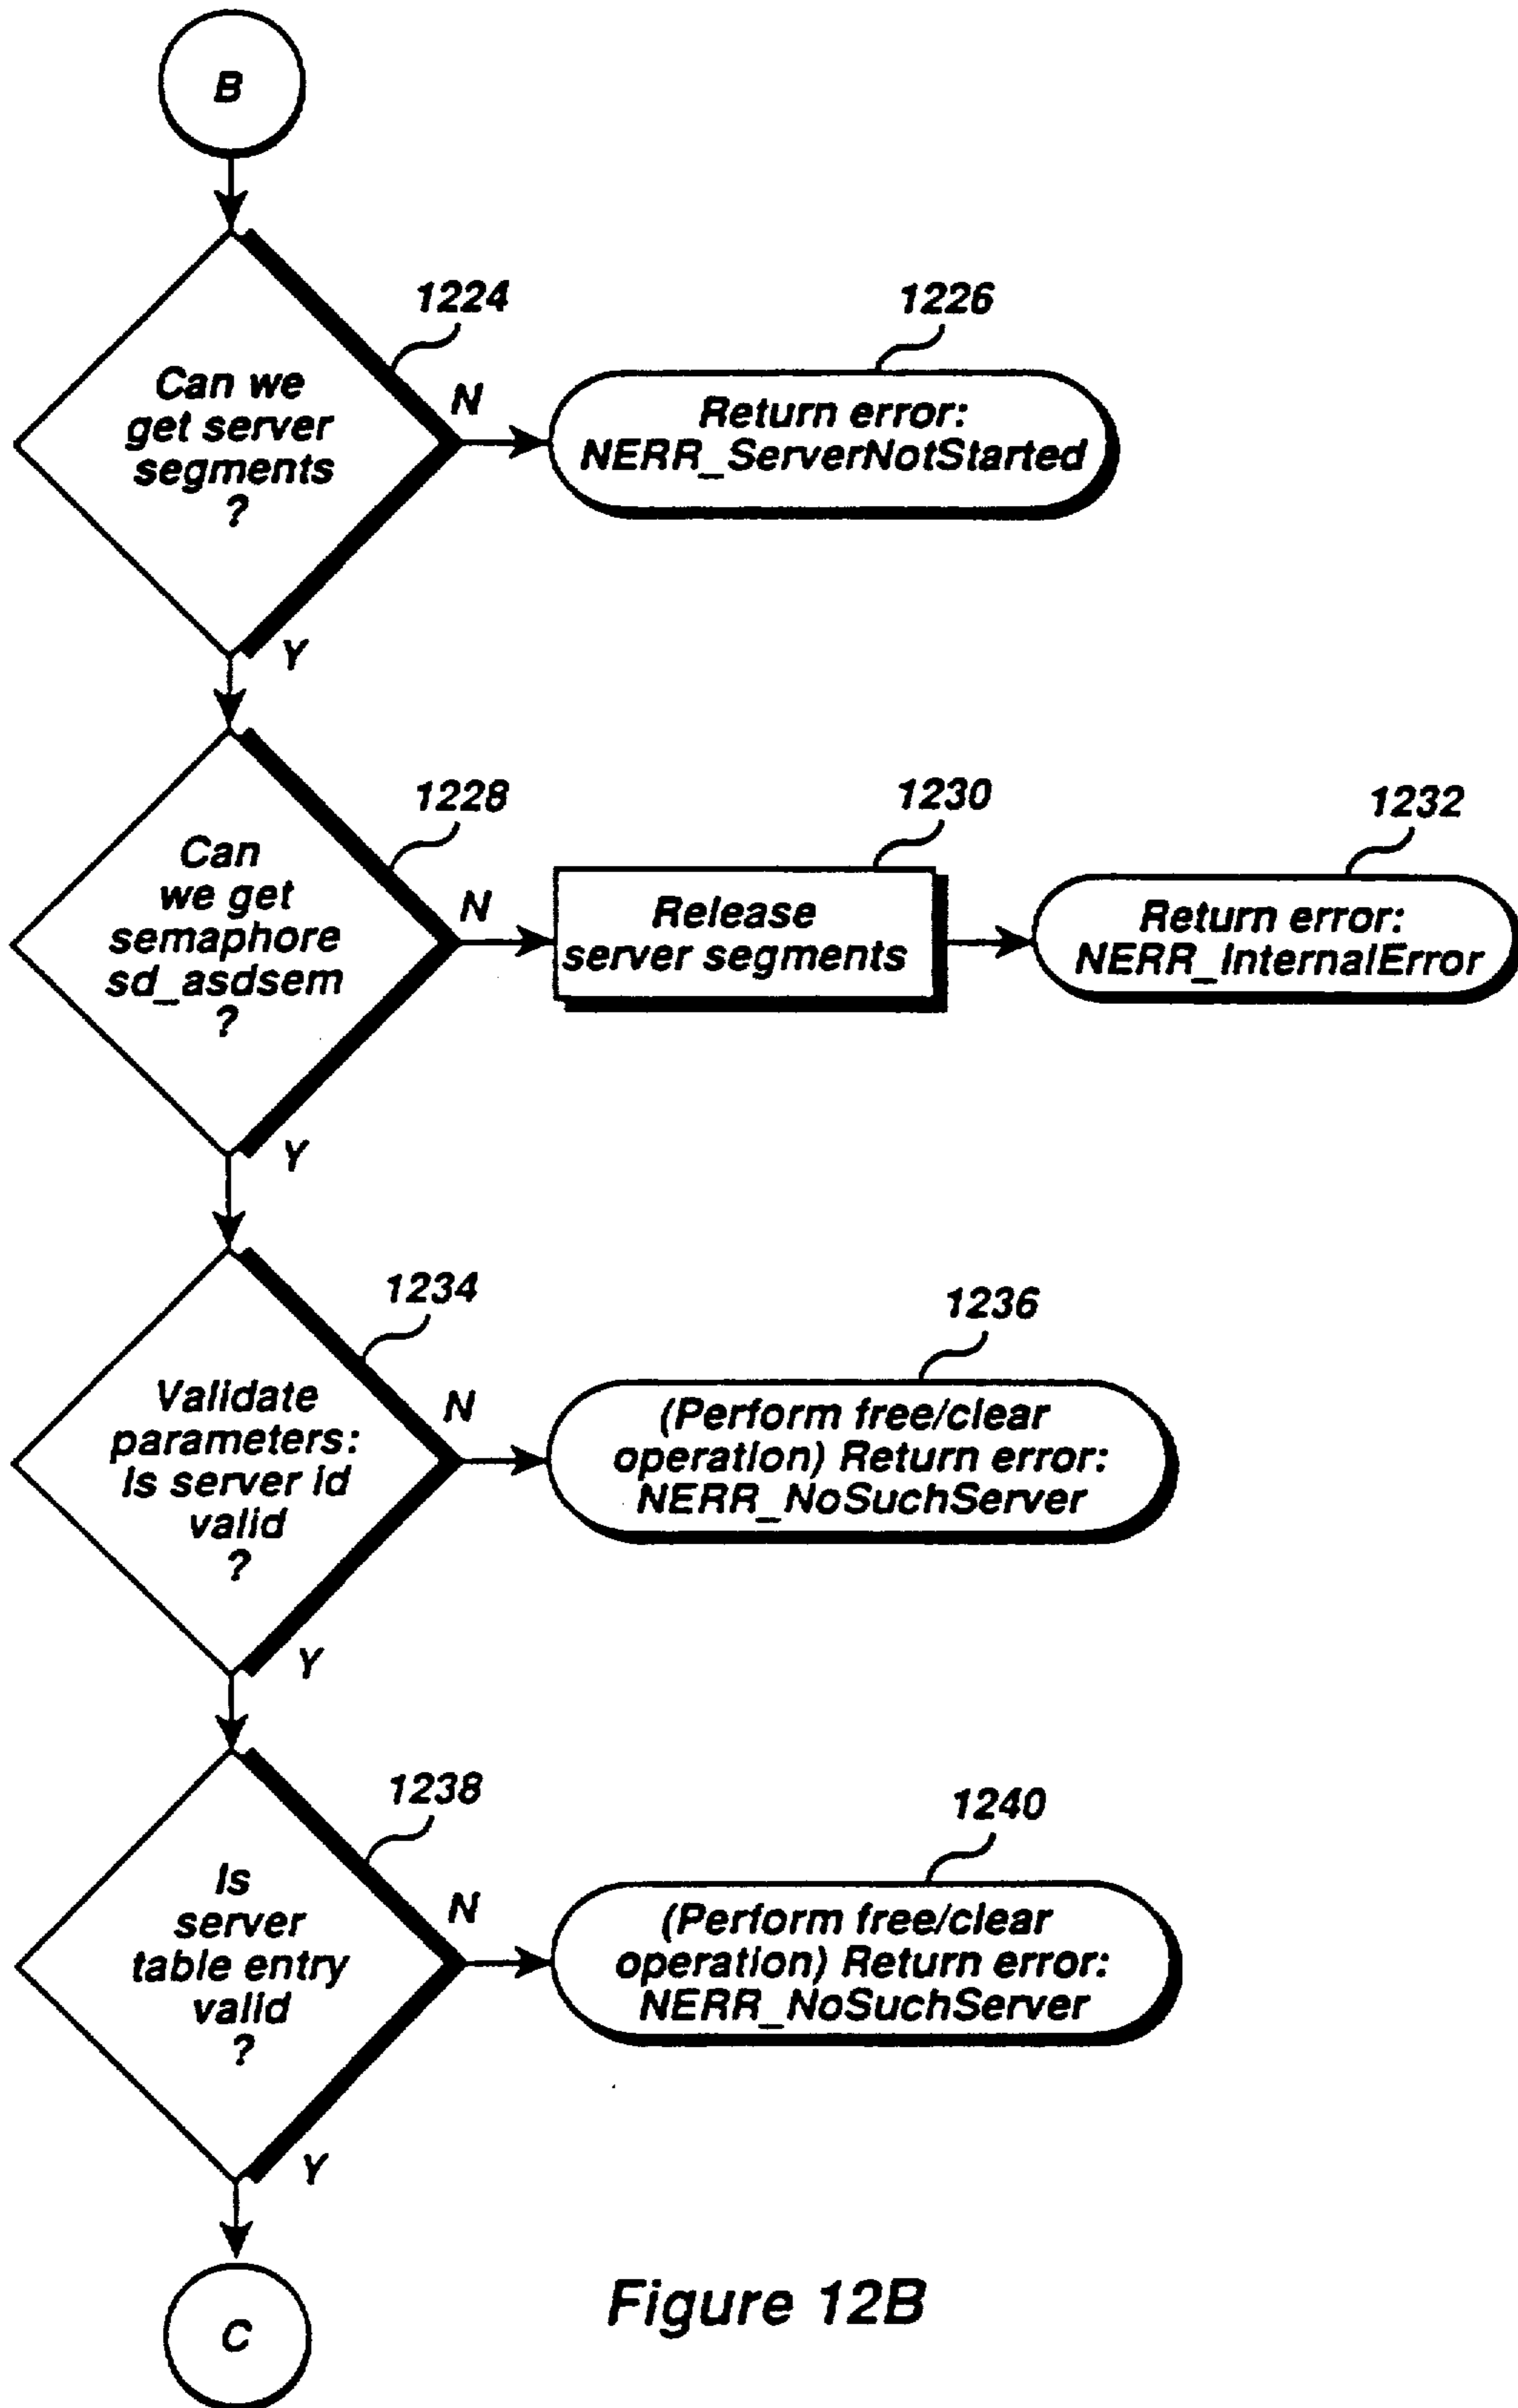 B
1224
Can we
get server
segments
?
N
1226
Return error:
NERR_ServerNotStarted
Y
1228
Can
we get
semaphore
sd_asdsem
?
N
1230
Release
server segments
1232
Return error:
NERR_InternalError
Y
1234
Validate
parameters:
Is server id
valid
?
N
1236
(Perform free/clear
operation) Return error:
NERR_NoSuchServer
Y
1238
Is
server
table entry
valid
?
N
1240
(Perform free/clear
operation) Return error:
NERR_NoSuchServer
Y
C
Figure 12B